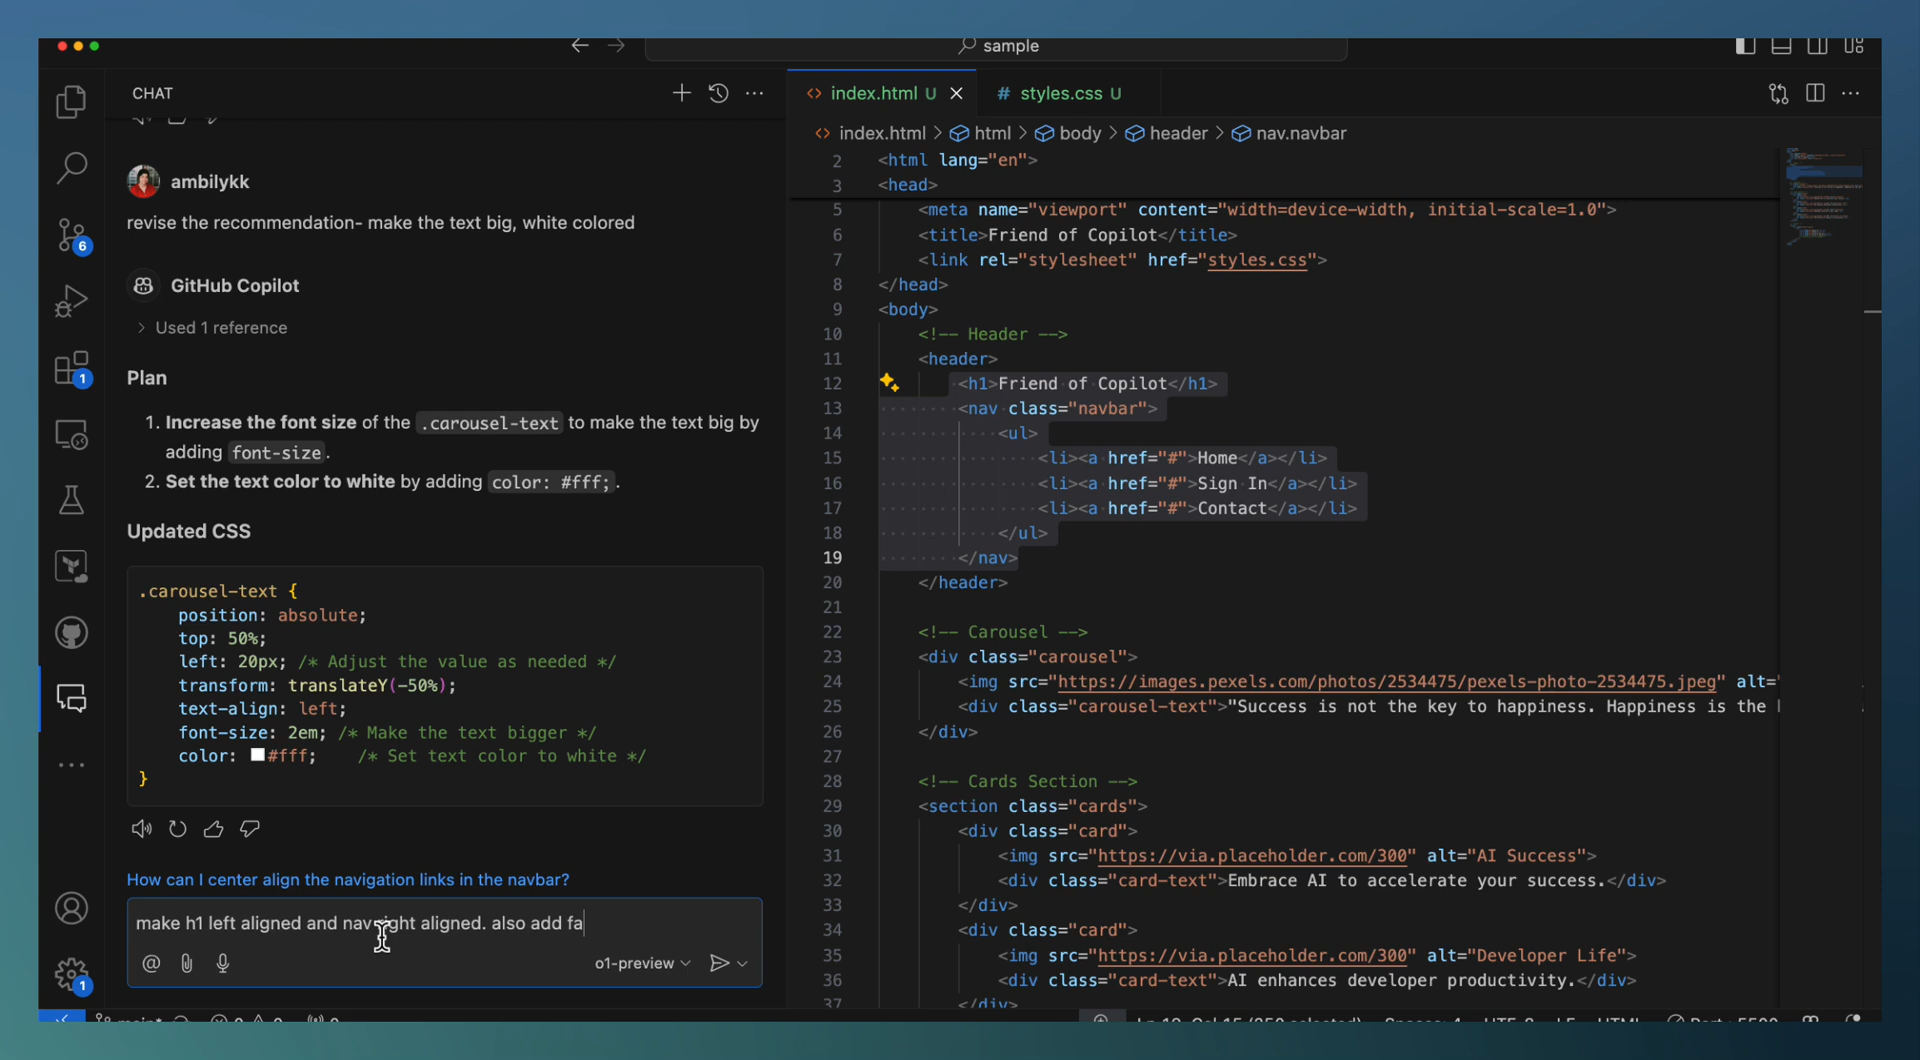 sample
CHAT
ambilykk
revise the recommendation- make the text big, white colored
GitHub Copilot
Used 1 reference
Plan
1. Increase the font size of the .carousel-text to make the text big by
adding font-size.
2. Set the text color to white by adding color: #fff;.
Updated CSS
.carousel-text {
position: absolute;
top: 50%;
left: 20px; /* Adjust the value as needed */
transform: translateY(-50%);
text-align: left;
font-size: 2em; /* Make the text bigger */
color: #fff; /* Set text color to white */
}
How can I center align the navigation links in the navbar?
make h1 left aligned and nav right aligned. also add fa
@
o1-preview
6
1
1
index.html U
# styles.css U
index.html > html > body > header > nav.navbar
2 <html lang="en">
3 <head>
5 <meta name="viewport" content="width=device-width, initial-scale=1.0">
6 <title>Friend of Copilot</title>
7 <link rel="stylesheet" href="styles.css">
8 </head>
9 <body>
10 <!-- Header -->
11 <header>
12 <h1>Friend of Copilot</h1>
13 <nav class="navbar">
14 <ul>
15 <li><a href="#">Home</a></li>
16 <li><a href="#">Sign In</a></li>
17 <li><a href="#">Contact</a></li>
18 </ul>
19 </nav>
20 </header>
21
22 <!-- Carousel -->
23 <div class="carousel">
24 <img src="https://images.pexels.com/photos/2534475/pexels-photo-2534475.jpeg" alt="
25 <div class="carousel-text">"Success is not the key to happiness. Happiness is the
26 </div>
27
28 <!-- Cards Section -->
29 <section class="cards">
30 <div class="card">
31 <img src="https://via.placeholder.com/300" alt="AI Success">
32 <div class="card-text">Embrace AI to accelerate your success.</div>
33 </div>
34 <div class="card">
35 <img src="https://via.placeholder.com/300" alt="Developer Life">
36 <div class="card-text">AI enhances developer productivity.</div>
37 </div>